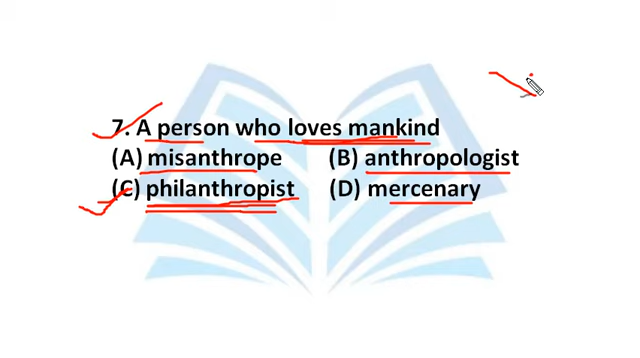 7. A person who loves mankind
(A) misanthrope (B) anthropologist
(C) philanthropist (D) mercenary